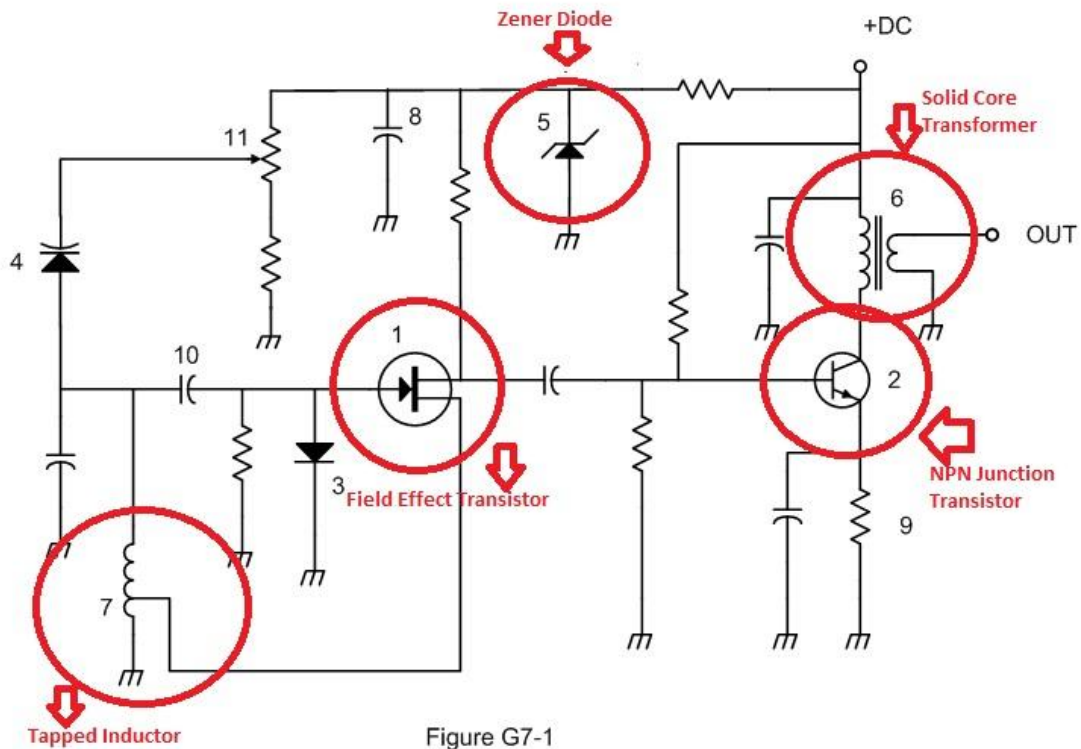 Zener Diode
+DC
Solid Core
Transformer
8
5
11
6
4
OUT
1
10
2
3
Field Effect Transistor
NPN Junction
Transistor
9
7
Tapped Inductor
Figure G7-1